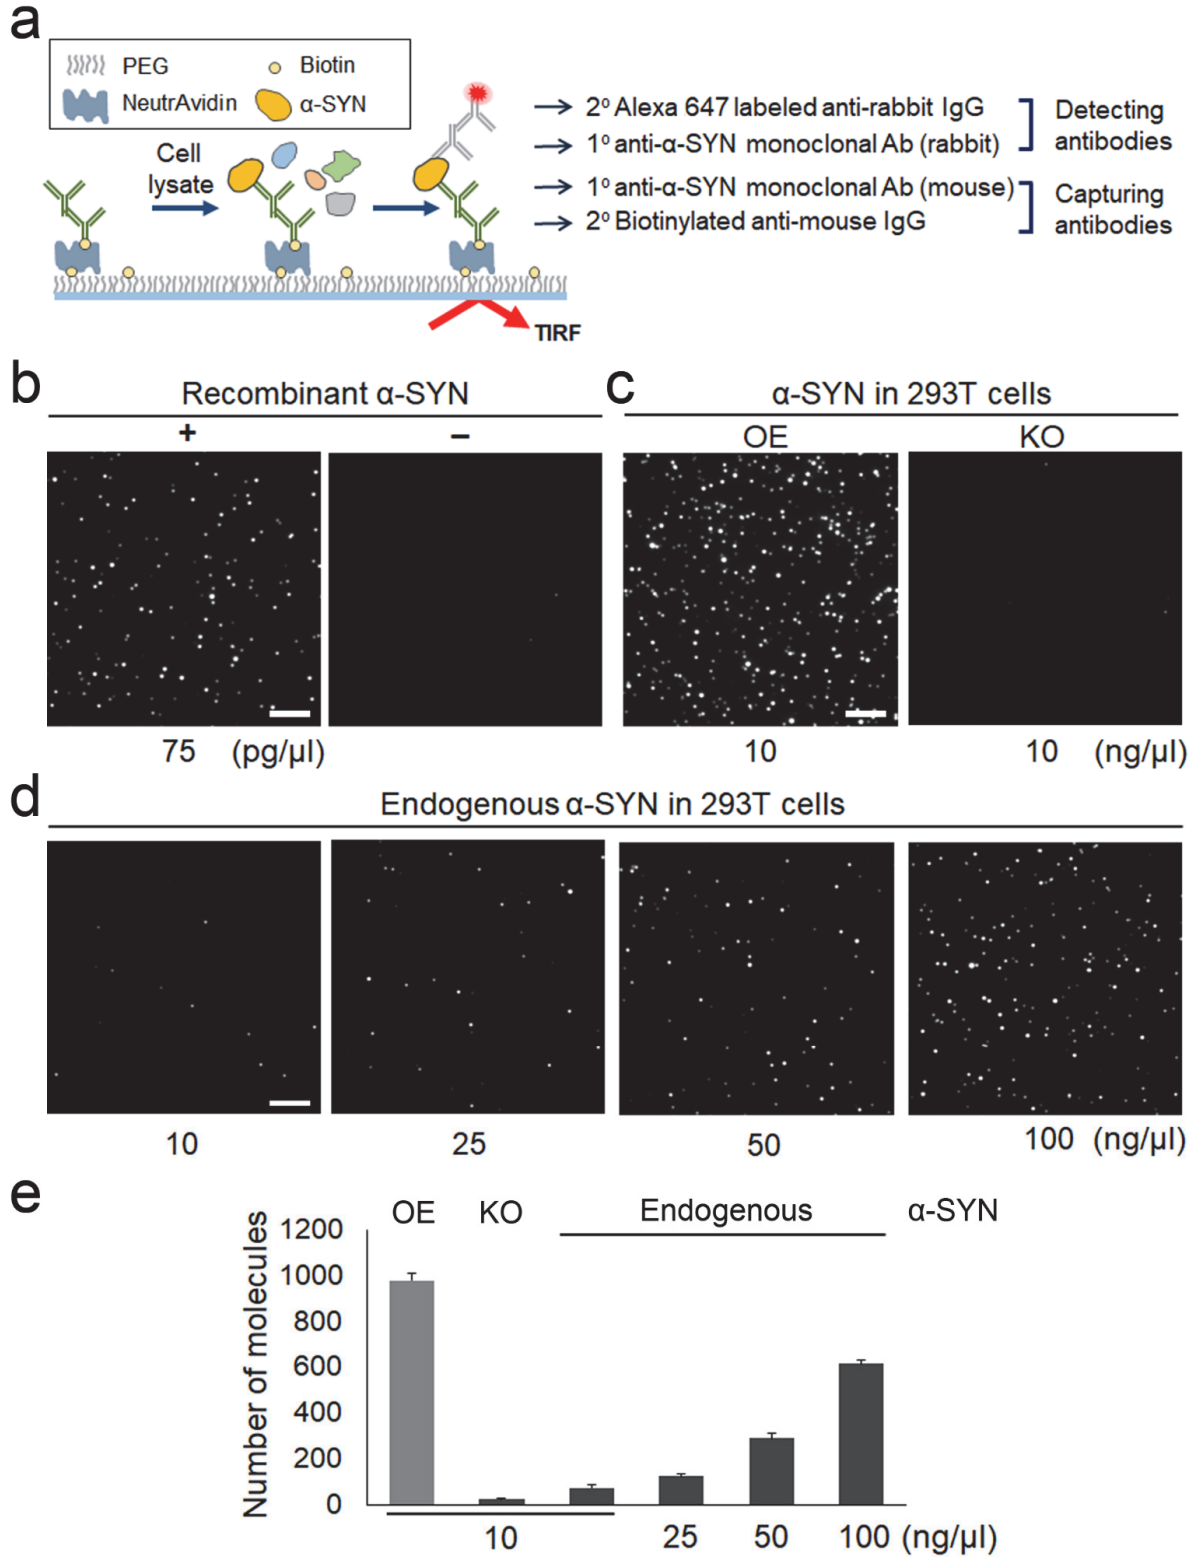 a
PEG
Biotin
NeutrAvidin
α-SYN
Cell
lysate
2º Alexa 647 labeled anti-rabbit IgG
1º anti-α-SYN monoclonal Ab (rabbit)
Detecting
antibodies
1º anti-α-SYN monoclonal Ab (mouse)
2º Biotinylated anti-mouse IgG
Capturing
antibodies
TIRF
b
Recombinant α-SYN
+
−
75 (pg/µl)
c
α-SYN in 293T cells
OE
KO
10
10 (ng/µl)
d
Endogenous α-SYN in 293T cells
10
25
50
100 (ng/µl)
e
OE
KO
Endogenous
α-SYN
Number of molecules
1200
1000
800
600
400
200
0
10
25
50
100 (ng/µl)